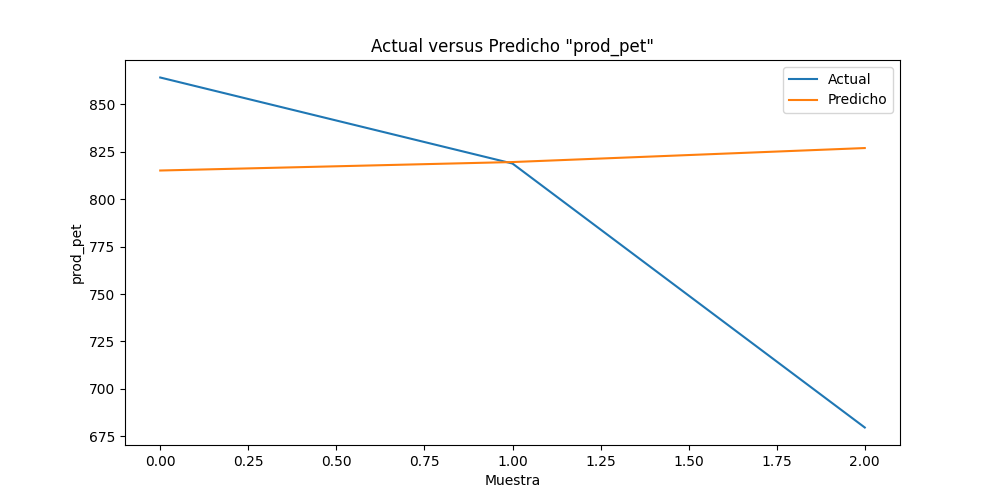 Actual versus Predicho "prod_pet"
Actual
Predicho
850
825
800
775
750
725
700
675
prod_pet
0.00 0.25 0.50 0.75 1.00 1.25 1.50 1.75 2.00
Muestra